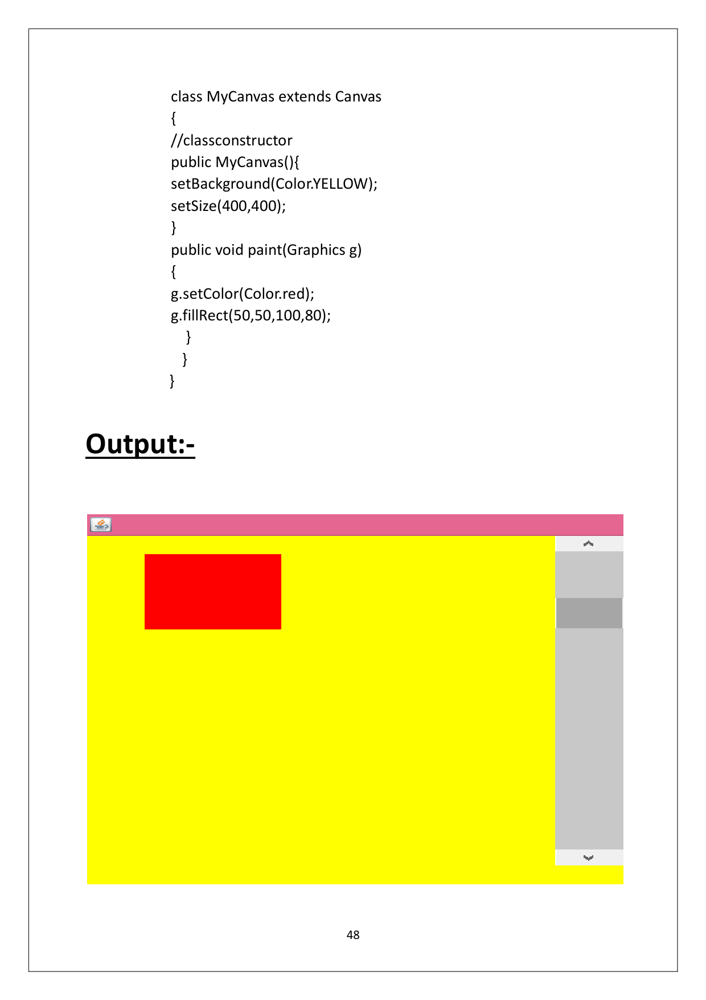 class MyCanvas extends Canvas
{
//classconstructor
public MyCanvas(){
setBackground(Color.YELLOW);
setSize(400,400);
}
public void paint(Graphics g)
{
g.setColor(Color.red);
g.fillRect(50,50,100,80);
}
}
}
Output:-
48